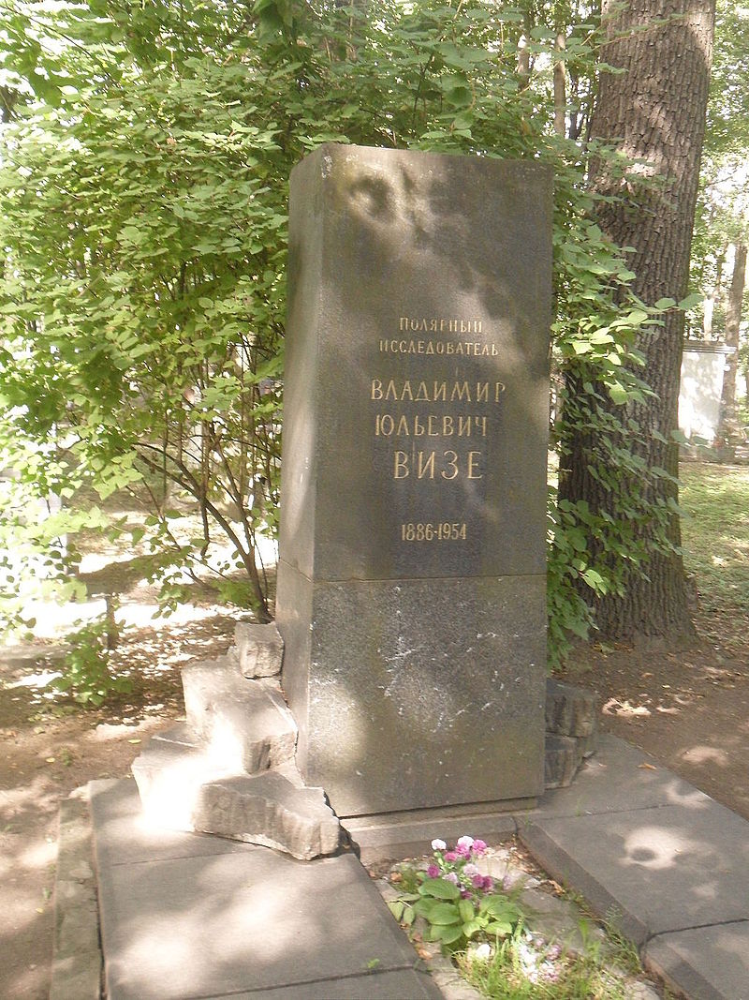 ПОЛЯРНЫЙ
ИССЛЕДОВАТЕЛЬ
ВЛАДИМИР
ЮЛЬЕВИЧ
ВИЗЕ
1886-1954